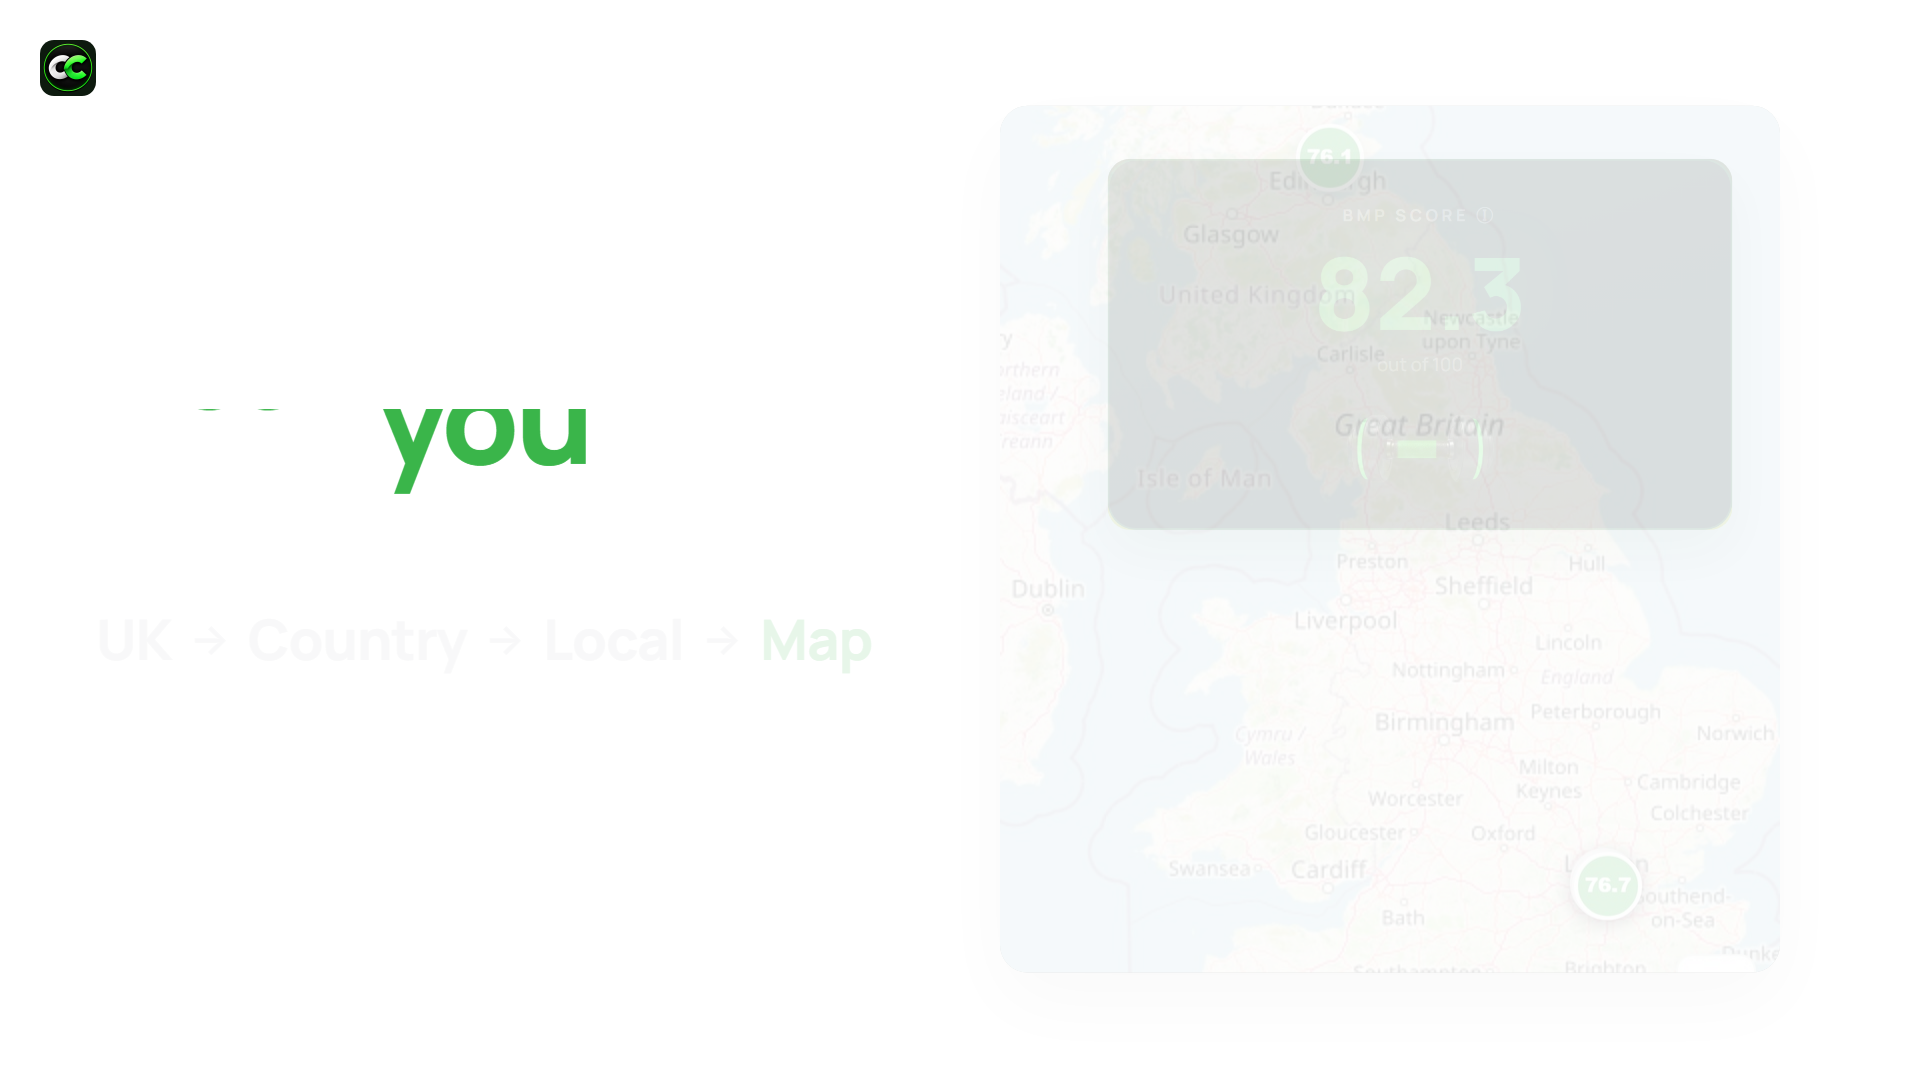 CC
you
UK → Country → Local → Map
76.1
Glasgow
BMP SCORE
United Kingdom
82.3
Newcastle
upon Tyne
Carlisle
out of 100
Great Britain
Isle of Man
Leeds
Preston
Hull
Dublin
Sheffield
Liverpool
Lincoln
Nottingham
England
Birmingham
Peterborough
Norwich
Cymru /
Wales
Milton
Keynes
Cambridge
Worcester
Colchester
Gloucester
Oxford
Swansea
Cardiff
76.7
Southend-
on-Sea
Bath
Brighton